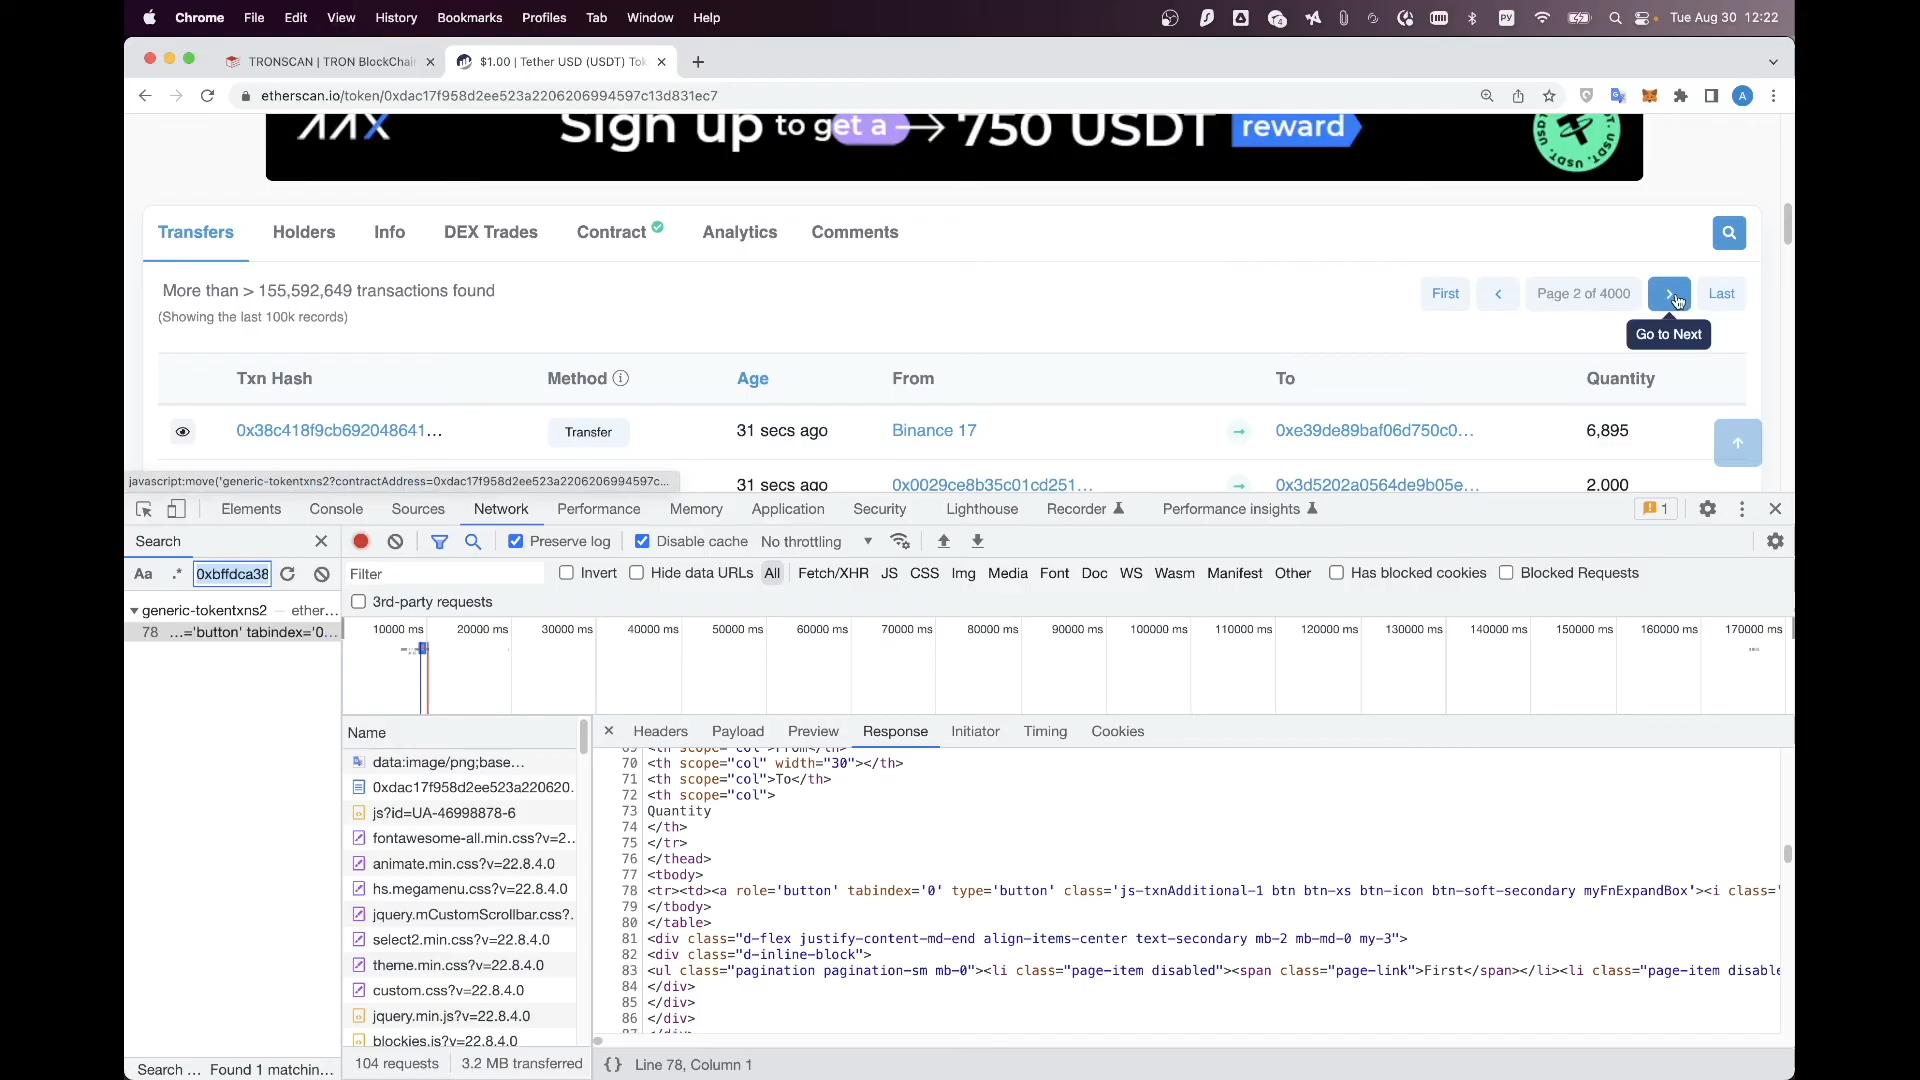 Chrome File Edit View History Bookmarks Profiles Tab Window Help
4 РУ Tue Aug 30 12:22
TRONSCAN | TRON BlockChai
$1.00 | Tether USD (USDT) Tok
etherscan.io/token/0xdac17f958d2ee523a2206206994597c13d831ec7
A
AAX Sign up to get a 750 USDT reward
USDT. USDT. USDT.
Transfers Holders Info DEX Trades Contract Analytics Comments
More than > 155,592,649 transactions found
(Showing the last 100k records)
First Page 2 of 4000 Last
Go to Next
Txn Hash Method Age From To Quantity
0x38c418f9cb692048641... Transfer 31 secs ago Binance 17 0xe39de89baf06d750c0... 6,895
31 secs ago 0x0029ce8b35c01cd251... 0x3d5202a0564de9b05e... 2,000
javascript:move('generic-tokentxns2?contractAddress=0xdac17f958d2ee523a2206206994597c...
Elements Console Sources Network Performance Memory Application Security Lighthouse Recorder Performance insights 1
Search
Preserve log Disable cache No throttling
Aa .* 0xbffdca38
Filter Invert Hide data URLs All Fetch/XHR JS CSS Img Media Font Doc WS Wasm Manifest Other Has blocked cookies Blocked Requests
3rd-party requests
generic-tokentxns2 — ether...
78 ...='button' tabindex='0...
10000 ms 20000 ms 30000 ms 40000 ms 50000 ms 60000 ms 70000 ms 80000 ms 90000 ms 100000 ms 110000 ms 120000 ms 130000 ms 140000 ms 150000 ms 160000 ms 170000 ms
Name
data:image/png;base...
0xdac17f958d2ee523a220620.
js?id=UA-46998878-6
fontawesome-all.min.css?v=2..
animate.min.css?v=22.8.4.0
hs.megamenu.css?v=22.8.4.0
jquery.mCustomScrollbar.css?.
select2.min.css?v=22.8.4.0
theme.min.css?v=22.8.4.0
custom.css?v=22.8.4.0
jquery.min.js?v=22.8.4.0
blockies.js?v=22.8.4.0
Headers Payload Preview Response Initiator Timing Cookies
69 <th scope="col">From</th>
70 <th scope="col" width="30"></th>
71 <th scope="col">To</th>
72 <th scope="col">
73 Quantity
74 </th>
75 </tr>
76 </thead>
77 <tbody>
78 <tr><td><a role='button' tabindex='0' type='button' class='js-txnAdditional-1 btn btn-xs btn-icon btn-soft-secondary myFnExpandBox'><i class='
79 </tbody>
80 </table>
81 <div class="d-flex justify-content-md-end align-items-center text-secondary mb-2 mb-md-0 my-3">
82 <div class="d-inline-block">
83 <ul class="pagination pagination-sm mb-0"><li class="page-item disabled"><span class="page-link">First</span></li><li class="page-item disable
84 </div>
85 </div>
86 </div>
87 </div>
Search ... Found 1 matchin...
104 requests 3.2 MB transferred
{} Line 78, Column 1